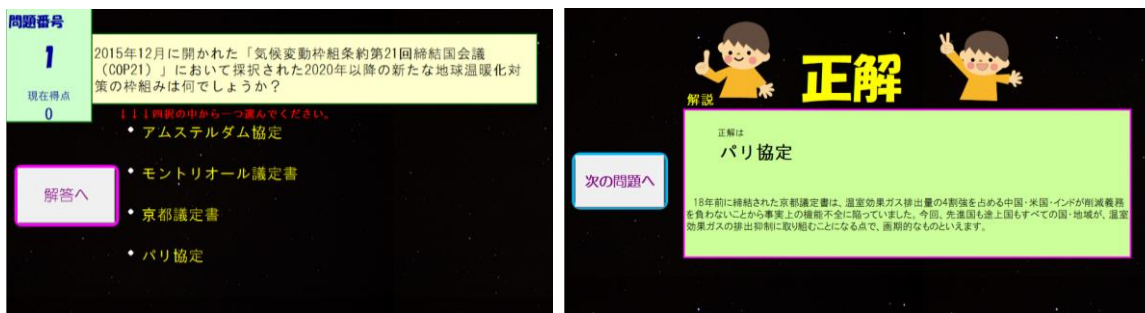 問題番号
1
現在得点
0
2015年12月に開かれた「気候変動枠組条約第21回締結国会議
（COP21）」において採択された2020年以降の新たな地球温暖化対
策の枠組みは何でしょうか？
↓↓↓四択の中から一つ選んでください。
• アムステルダム協定
• モントリオール議定書
• 京都議定書
• パリ協定
解答へ
正解
解説
正解は
パリ協定
18年前に締結された京都議定書は、温室効果ガス排出量の4割強を占める中国・米国・インドが削減義務
を負わないことから事実上の機能不全に陥っていました。今回、先進国も途上国もすべての国・地域が、温室
効果ガスの排出抑制に取り組むことになる点で、画期的なものといえます。
次の問題へ